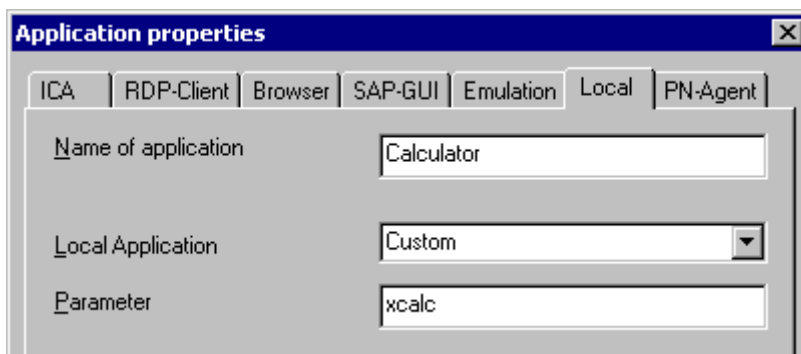 Application properties
ICA RDP-Client Browser SAP-GUI Emulation Local PN-Agent
Name of application Calculator
Local Application Custom
Parameter xcalc